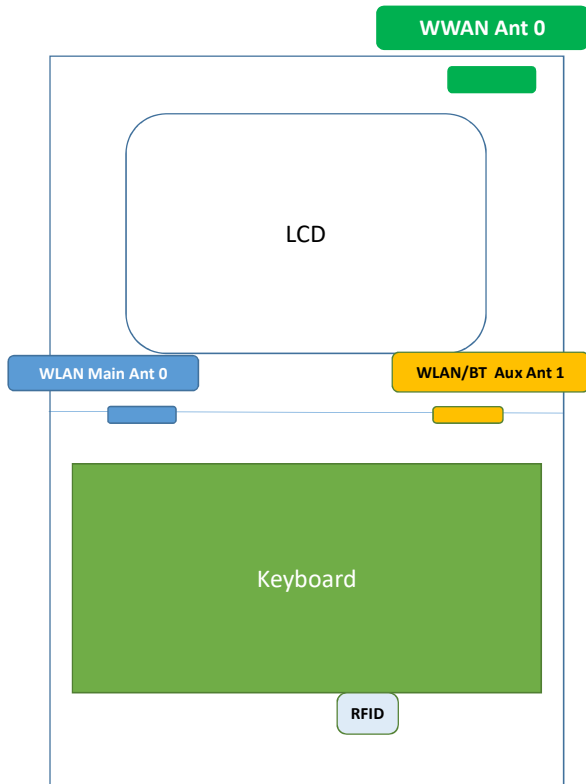 WWAN Ant 0
LCD
WLAN Main Ant 0
WLAN/BT  Aux Ant 1
Keyboard
RFID